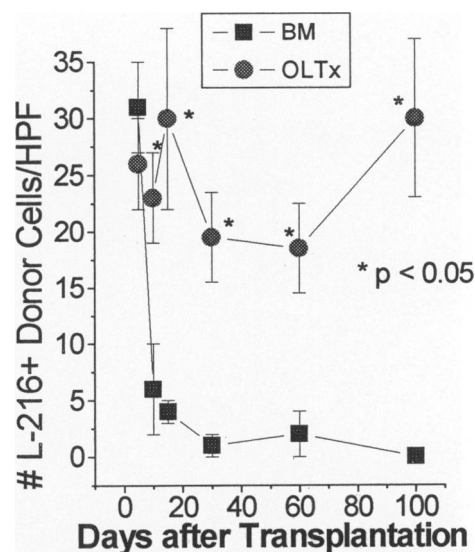 BM
OLTx
# L-216+ Donor Cells/HPF
35
30
25
20
15
10
5
0
*
*
*
*
*
* p < 0.05
0 20 40 60 80 100
Days after Transplantation